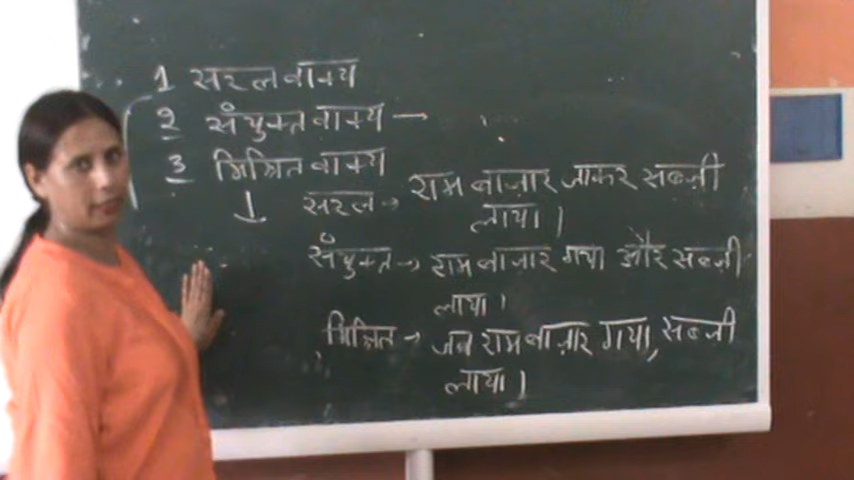 1 सरल वाक्य
2 संयुक्त वाक्य →
3 मिश्रित वाक्य
सरल → राम बाज़ार जाकर सब्ज़ी
लाया।
संयुक्त → राम बाज़ार गया और सब्ज़ी
लाया।
मिश्रित → जब राम बाज़ार गया, सब्ज़ी
लाया।